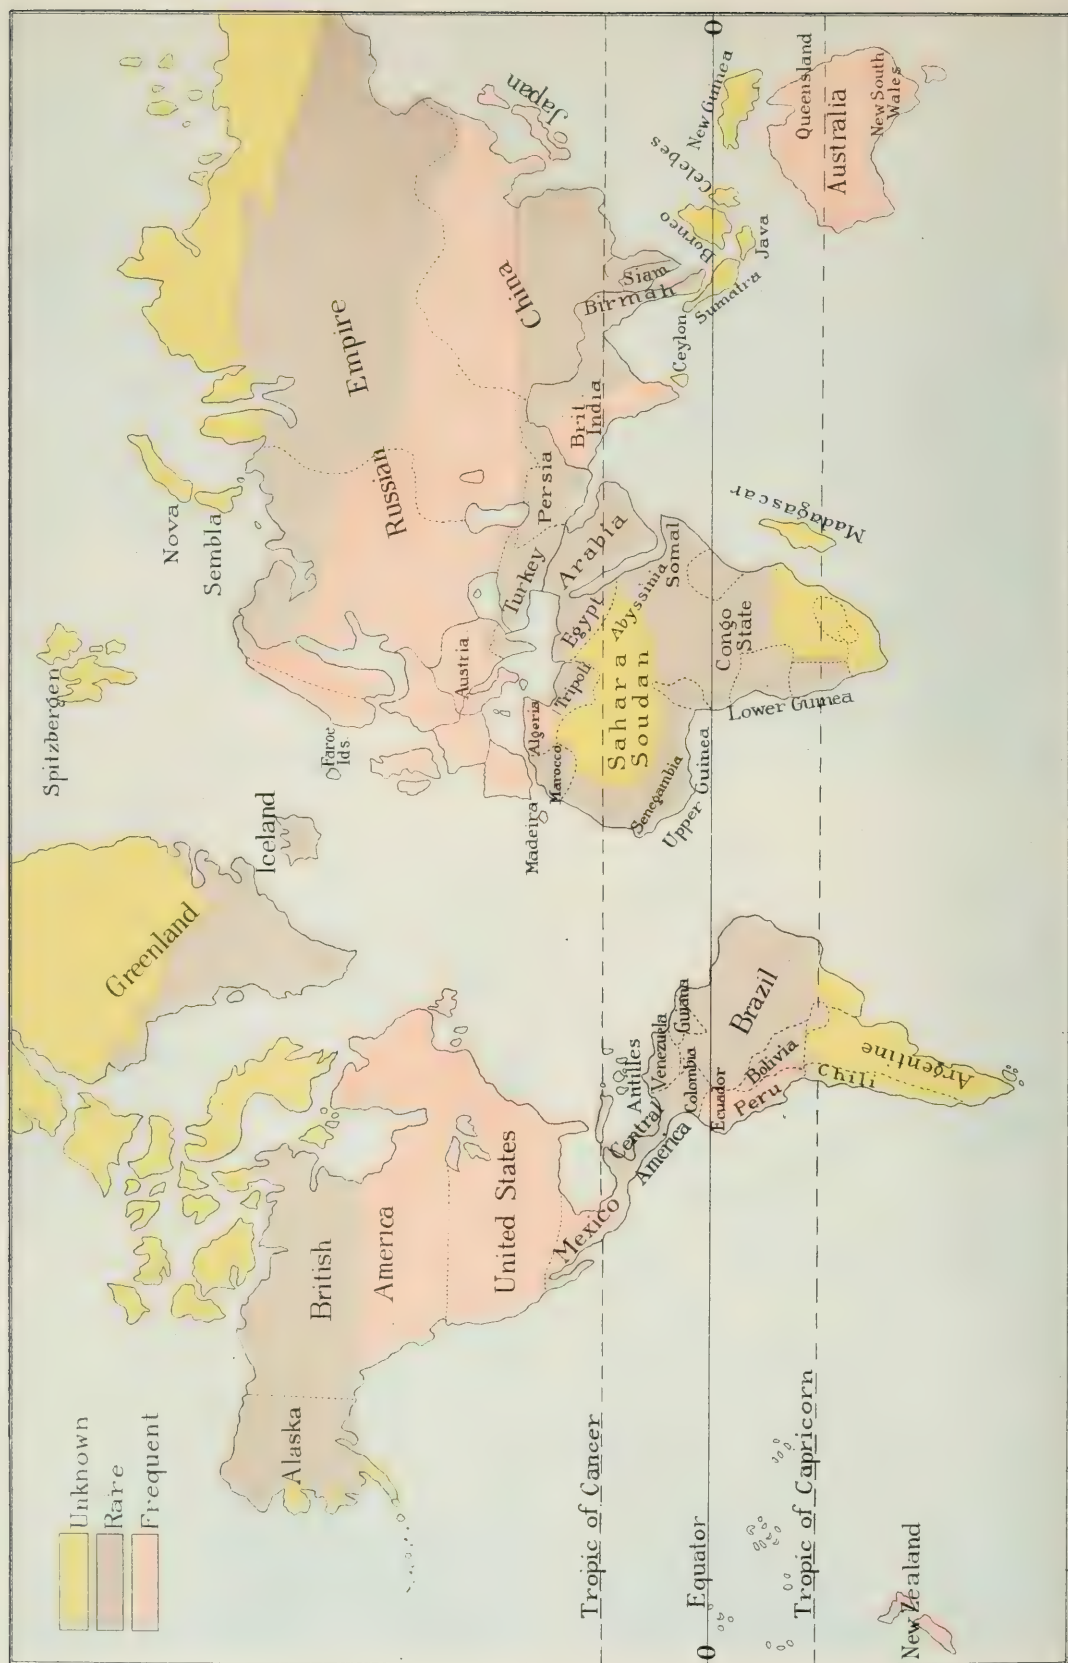 Unknown
Rare
Frequent
Alaska
British
America
United States
Mexico
Central
America
Antilles
Venezuela
Colombia
Guiana
Ecuador
Peru
Bolivia
Brazil
Chili
Argentine
Greenland
Iceland
Spitzbergen
Faroe
Ids
Nova
Sembla
Russian
Empire
Austria
Turkey
Persia
Arabia
Brit
India
China
Japan
Siam
Birmah
Ceylon
Sumatra
Borneo
Celebes
Java
New Guinea
Queensland
Australia
New South
Wales
New Zealand
Madeira
Marocco
Algeria
Tripoli
Egypt
Sahara
Soudan
Abyssinia
Somal
Senegambia
Upper Guinea
Lower Guinea
Congo
State
Madagascar
Tropic of Cancer
Equator
Tropic of Capricorn
0
0